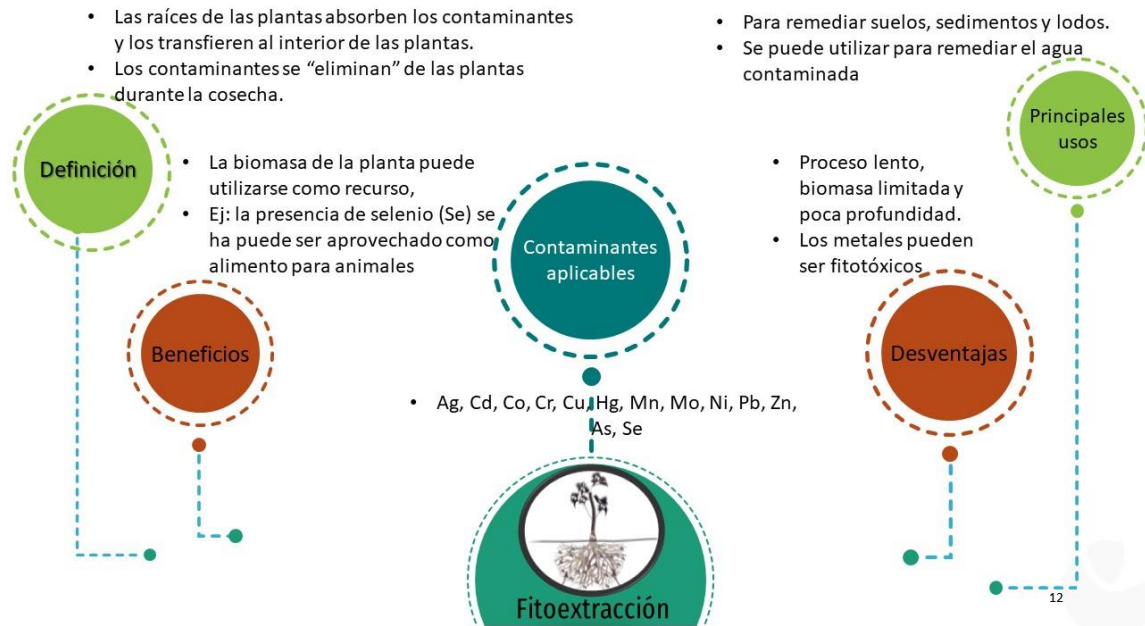 • Las raíces de las plantas absorben los contaminantes
y los transfieren al interior de las plantas.
• Los contaminantes se “eliminan” de las plantas
durante la cosecha.
Definición
• La biomasa de la planta puede
utilizarse como recurso,
• Ej: la presencia de selenio (Se) se
ha puede ser aprovechado como
alimento para animales
Beneficios
Contaminantes
aplicables
• Ag, Cd, Co, Cr, Cu, Hg, Mn, Mo, Ni, Pb, Zn,
As, Se
Fitoextracción
• Para remediar suelos, sedimentos y lodos.
• Se puede utilizar para remediar el agua
contaminada
Principales
usos
• Proceso lento,
biomasa limitada y
poca profundidad.
• Los metales pueden
ser fitotóxicos
Desventajas
12